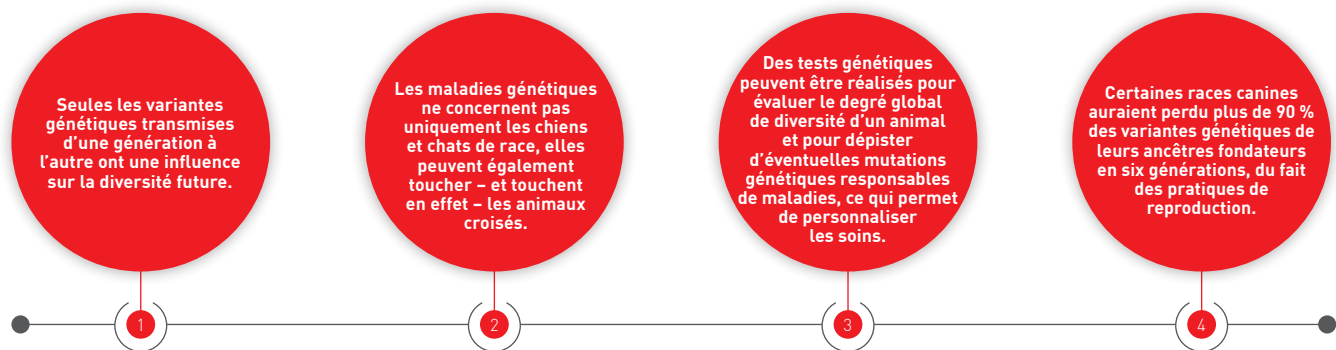 Seules les variantes
génétiques transmises
d’une génération à
l’autre ont une influence
sur la diversité future.
1
Les maladies génétiques
ne concernent pas
uniquement les chiens
et chats de race, elles
peuvent également
toucher – et touchent
en effet – les animaux
croisés.
2
Des tests génétiques
peuvent être réalisés pour
évaluer le degré global
de diversité d’un animal
et pour dépister
d’éventuelles mutations
génétiques responsables
de maladies, ce qui permet
de personnaliser
les soins.
3
Certaines races canines
auraient perdu plus de 90 %
des variantes génétiques de
leurs ancêtres fondateurs
en six générations, du fait
des pratiques de
reproduction.
4